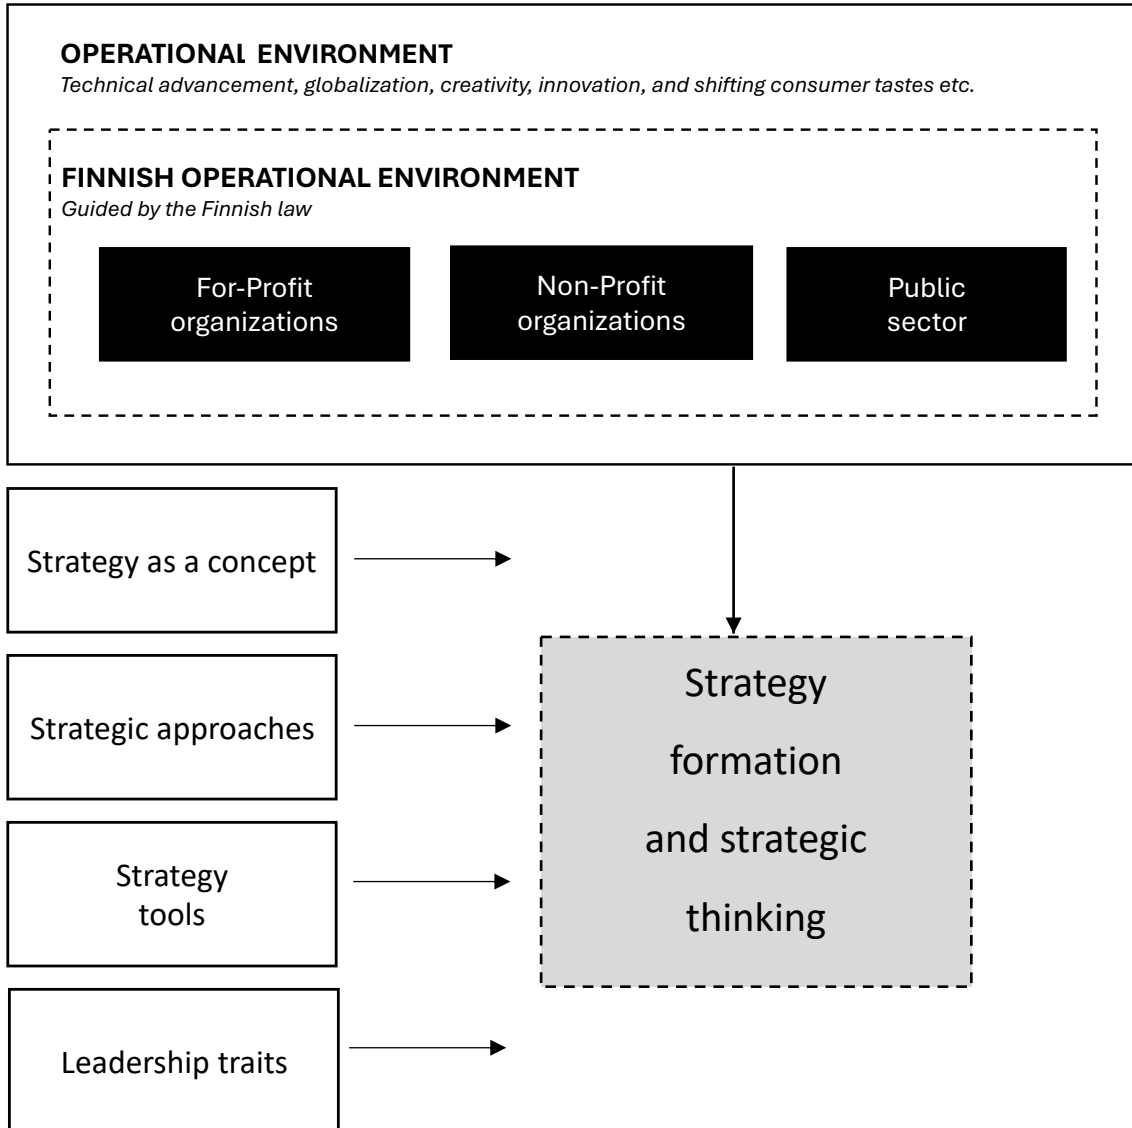 OPERATIONAL ENVIRONMENT
Technical advancement, globalization, creativity, innovation, and shifting consumer tastes etc.
FINNISH OPERATIONAL ENVIRONMENT
Guided by the Finnish law
For-Profit
organizations
Non-Profit
organizations
Public
sector
Strategy as a concept
Strategic approaches
Strategy
tools
Leadership traits
Strategy
formation
and strategic
thinking